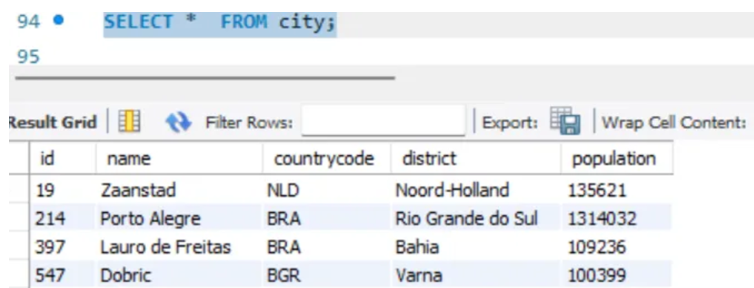 94 SELECT * FROM city;
95
Result Grid Filter Rows: Export: Wrap Cell Content:
id name countrycode district population
19 Zaanstad NLD Noord-Holland 135621
214 Porto Alegre BRA Rio Grande do Sul 1314032
397 Lauro de Freitas BRA Bahia 109236
547 Dobric BGR Varna 100399